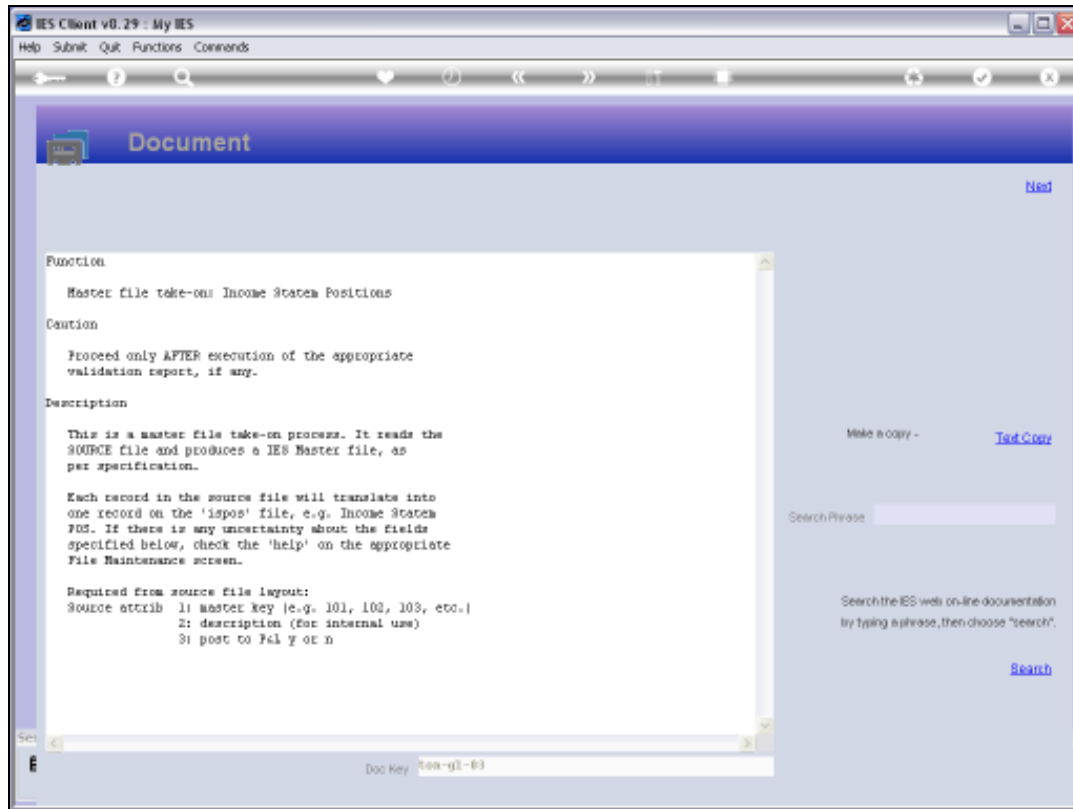 IES Client v8.29 : My IES
Help Submit Quit Functions Commands
Document
Next
Function
Master file take-on: Income Statem Positions
Caution
Proceed only AFTER execution of the appropriate
validation report, if any.
Description
This is a master file take-on process. It reads the
SOURCE file and produces a IES Master file, as
per specification.
Each record in the source file will translate into
one record on the 'ispos' file, e.g. Income Statem
POS. If there is any uncertainty about the fields
specified below, check the 'help' on the appropriate
File Maintenance screen.
Required from source file layout:
Source attrib 1: master key (e.g. 101, 102, 103, etc.)
2: description (for internal use)
3: post to P&L y or n
Make a copy -
Text Copy
Search Phrase
Search the IES web on-line documentation
by typing a phrase, then choose "search".
Search
Doc Key ton-gl-03